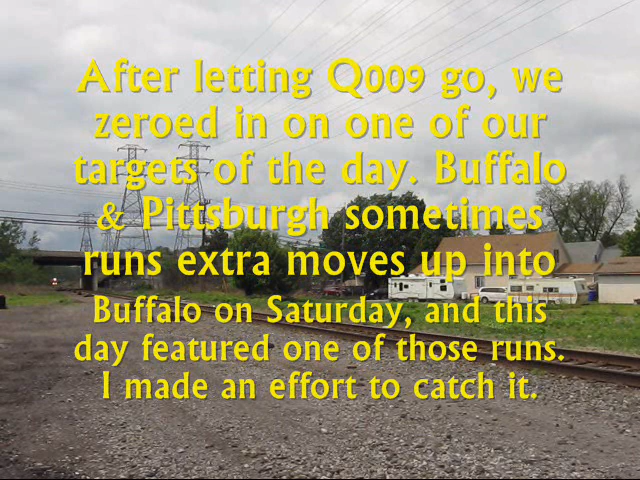 After letting Q009 go, we
zeroed in on one of our
targets of the day. Buffalo
& Pittsburgh sometimes
runs extra moves up into
Buffalo on Saturday, and this
day featured one of those runs.
I made an effort to catch it.